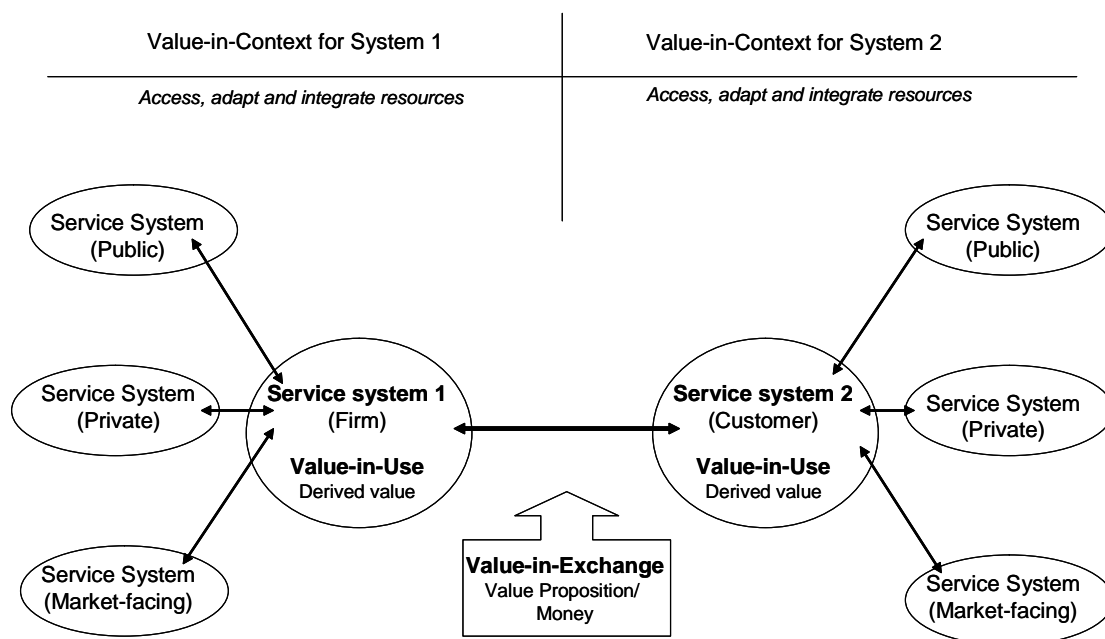 Value-in-Context for System 1
Value-in-Context for System 2
Access, adapt and integrate resources
Access, adapt and integrate resources
Service System
(Public)
Service System
(Public)
Service System
(Private)
Service system 1
(Firm)
Value-in-Use
Derived value
Service system 2
(Customer)
Value-in-Use
Derived value
Service System
(Private)
Service System
(Market-facing)
Value-in-Exchange
Value Proposition/
Money
Service System
(Market-facing)